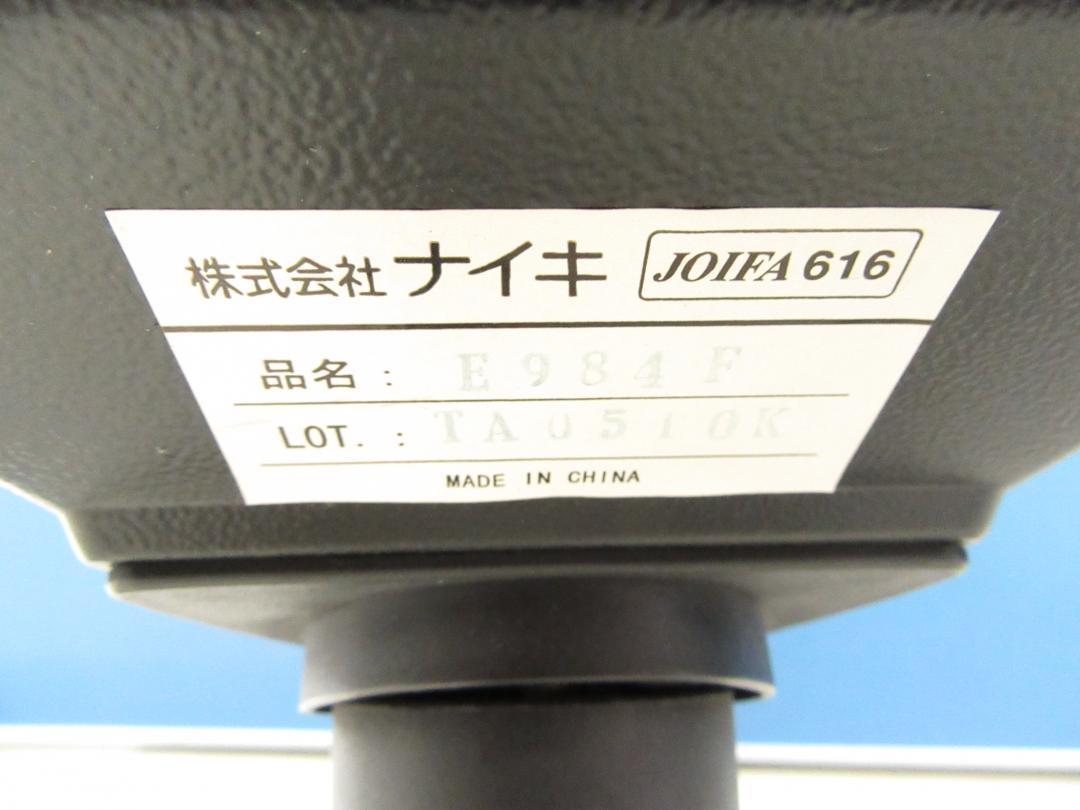 株式会社 ナイキ JOIFA 616
品名 : E984F
LOT. : TA0510K
MADE IN CHINA